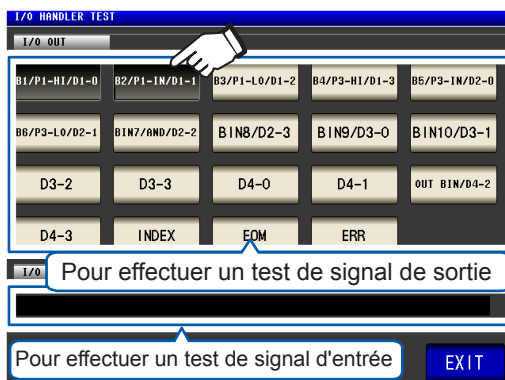 I/O HANDLER TEST
I/O OUT
B1/P1-HI/D1-0 B2/P1-IN/D1-1 B3/P1-LO/D1-2 B4/P3-HI/D1-3 B5/P3-IN/D2-0
B6/P3-LO/D2-1 BIN7/AND/D2-2 BIN8/D2-3 BIN9/D3-0 BIN10/D3-1
D3-2 D3-3 D4-0 D4-1 OUT BIN/D4-2
D4-3 INDEX EOM ERR
I/O
Pour effectuer un test de signal de sortie
Pour effectuer un test de signal d'entrée
EXIT